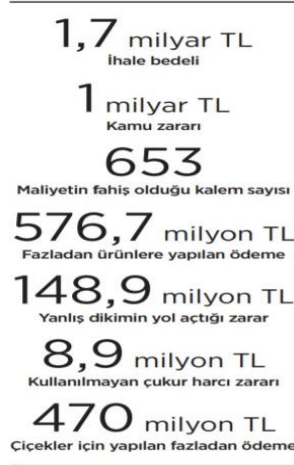 1,7 milyar TL
İhale bedeli
1 milyar TL
Kamu zararı
653
Maliyetin fahiş olduğu kalem sayısı
576,7 milyon TL
Fazladan ürünlere yapılan ödeme
148,9 milyon TL
Yanlış dikimin yol açtığı zarar
8,9 milyon TL
Kullanılmayan çukur harcı zararı
470 milyon TL
Çiçekler için yapılan fazladan ödeme